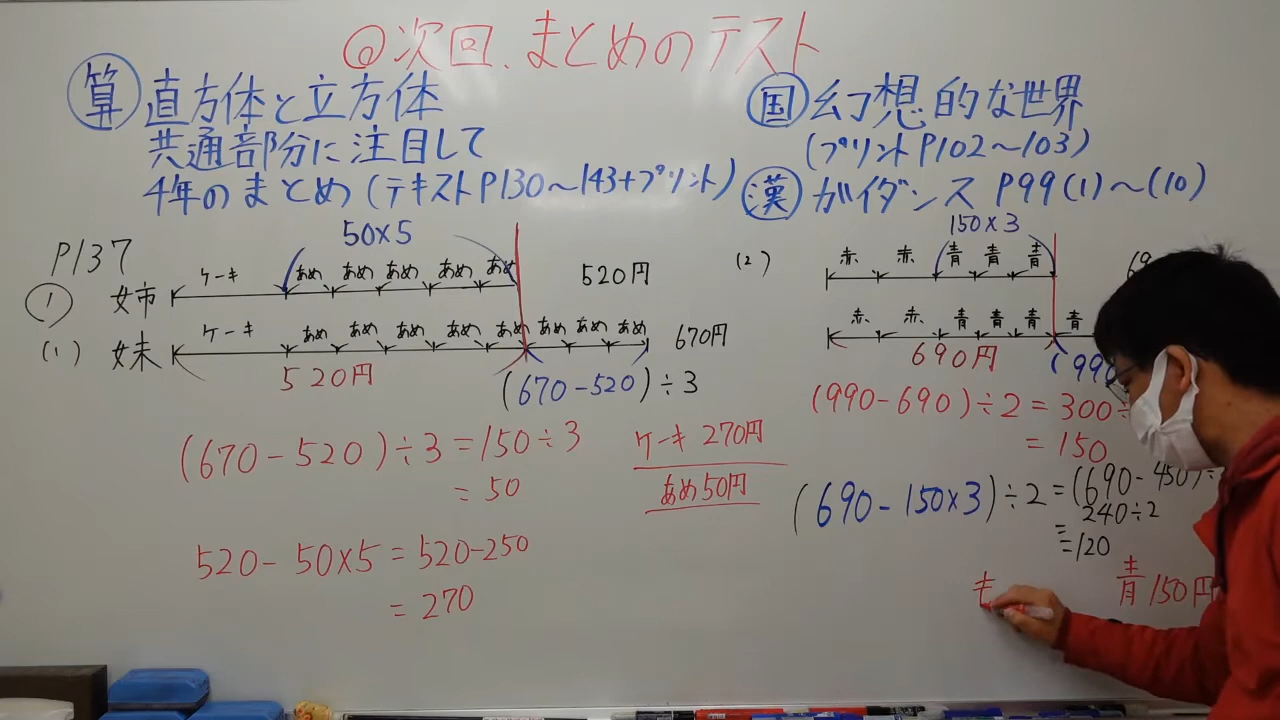 @次回、まとめのテスト
算 直方体と立方体
共通部分に注目して
4年のまとめ(テキストP130～143+プリント)
国 幻想的な世界
(プリントP102～103)
漢 ガイダンス P99(1)～(10)
P137
50×5
① 姉 ケーキ あめ あめ あめ あめ あめ 520円
(1) 妹 ケーキ あめ あめ あめ あめ あめ あめ あめ あめ 670円
520円
(670-520)÷3
(670-520)÷3=150÷3
=50
520-50×5=520-250
=270
ケーキ 270円
あめ50円
150×3
(2) 赤 赤 青 青 青
赤 赤 青 青 青 青
690円
(990
(990-690)÷2=300÷
=150
(690-150×3)÷2=(690-450)÷
=240÷2
=120
青150円